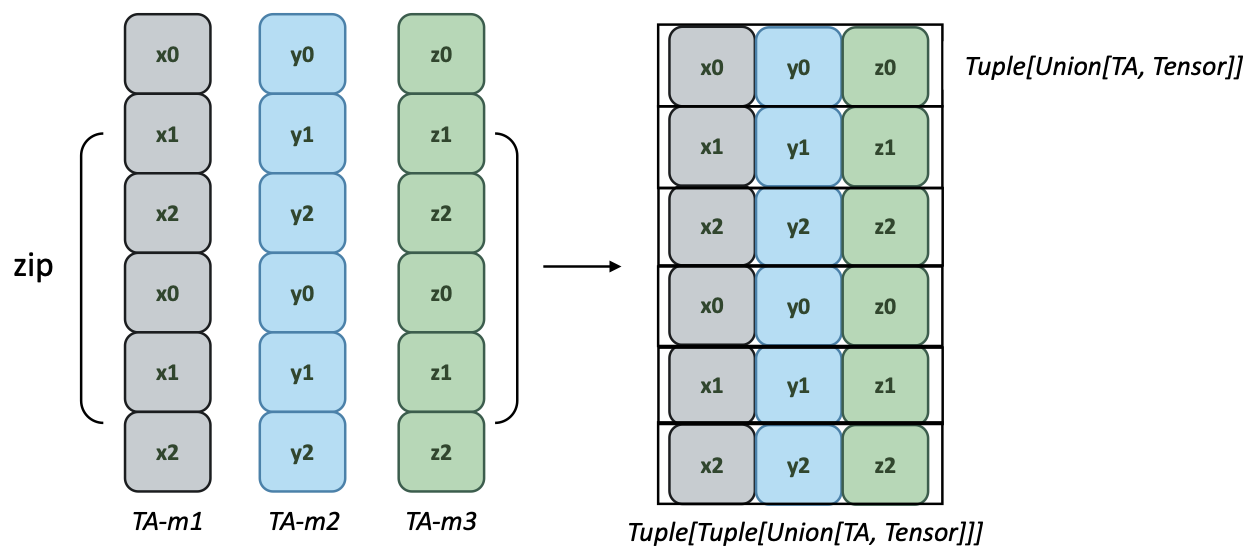 x0 y0 z0
x1 y1 z1
x2 y2 z2
x0 y0 z0
x1 y1 z1
x2 y2 z2
zip
TA-m1 TA-m2 TA-m3
x0 y0 z0
x1 y1 z1
x2 y2 z2
x0 y0 z0
x1 y1 z1
x2 y2 z2
Tuple[Union[TA, Tensor]]
Tuple[Tuple[Union[TA, Tensor]]]